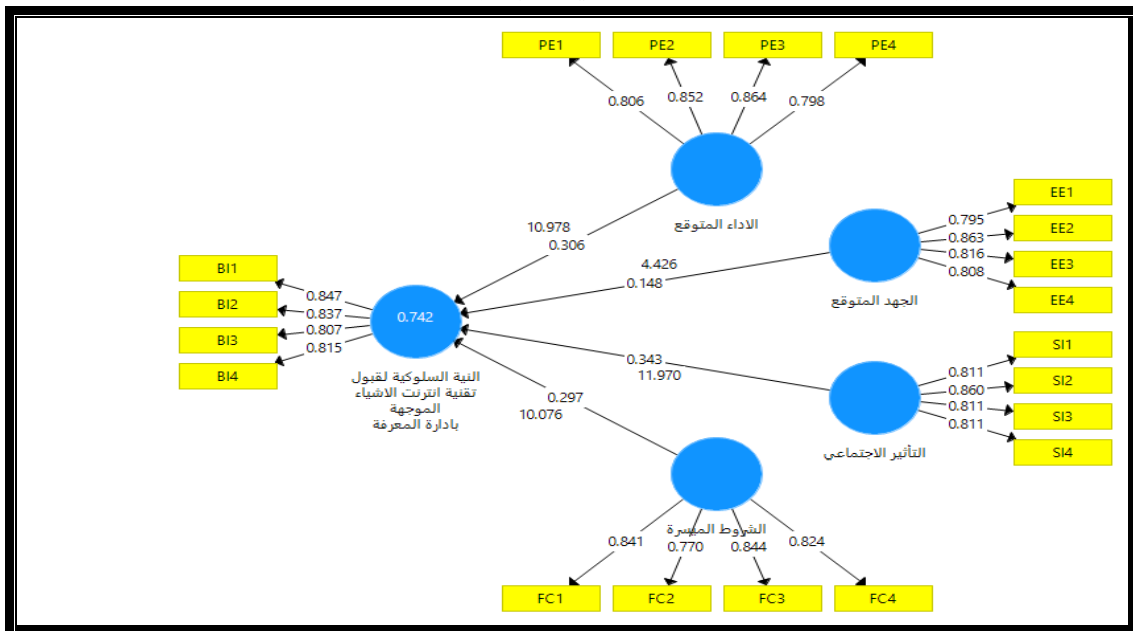 PE1 PE2 PE3 PE4
0.806 0.852 0.864 0.798
الاداء المتوقع
10.978
0.306
EE1
EE2
EE3
EE4
0.795
0.863
0.816
0.808
الجهد المتوقع
4.426
0.148
BI1
BI2
BI3
BI4
0.847
0.837
0.807
0.815
0.742
النية السلوكية لقبول
تقنية انترنت الاشياء
الموجهة
بادارة المعرفة
0.343
11.970
SI1
SI2
SI3
SI4
0.811
0.860
0.811
0.811
التأثير الاجتماعي
0.297
10.076
الشروط الميسرة
0.841 0.770 0.844 0.824
FC1 FC2 FC3 FC4